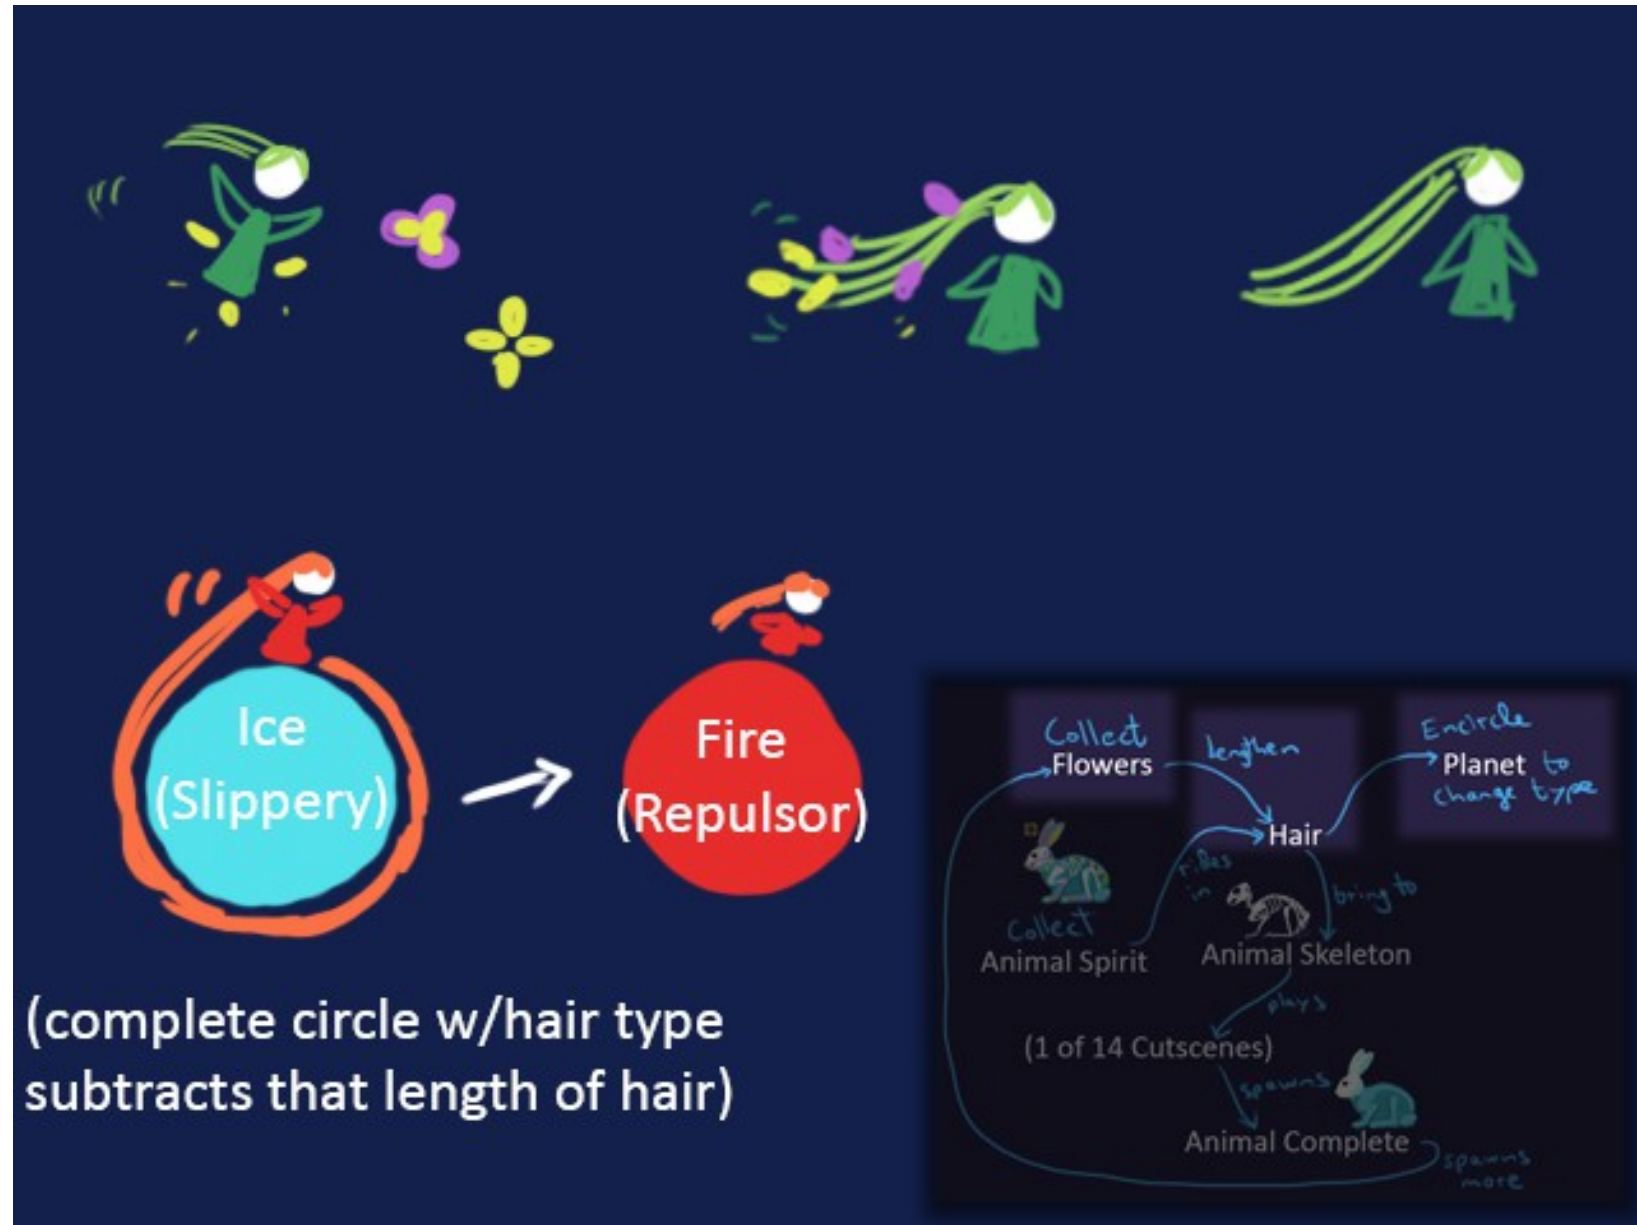 Ice
(Slippery)
Fire
(Repulsor)
(complete circle w/hair type
subtracts that length of hair)
Collect
Flowers
lengthen
Encircle
Planet to
change type
Hair
rides
in
bring to
Collect
Animal Spirit
Animal Skeleton
plays
(1 of 14 Cutscenes)
spawns
Animal Complete
spawns
more